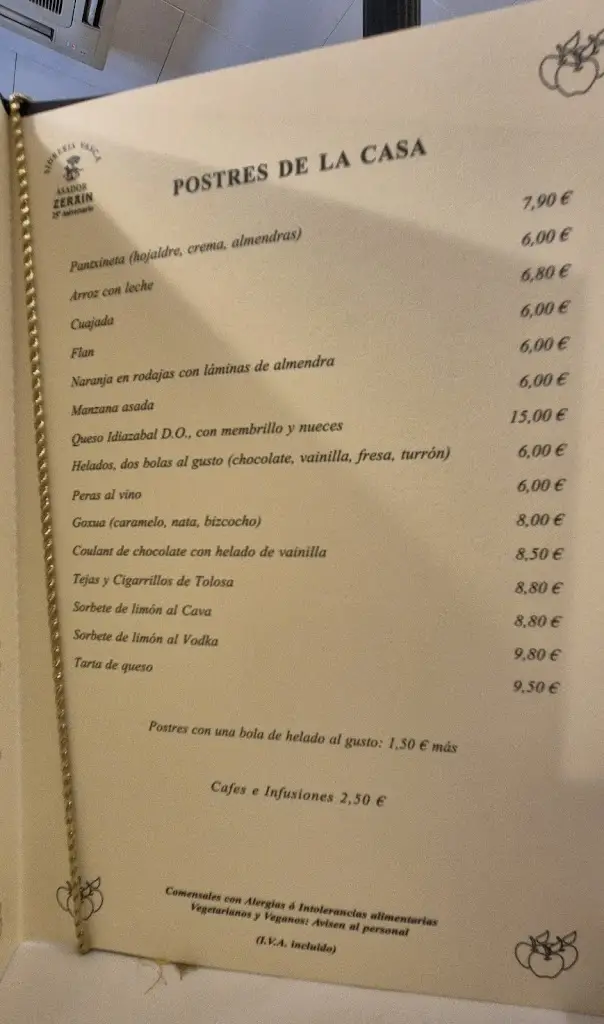 SIDRERIA VASCA
ASADOR
ZERAIN
25º Aniversario
POSTRES DE LA CASA
Pantxineta (hojaldre, crema, almendras) 7,90 €
Arroz con leche 6,00 €
Cuajada 6,80 €
Flan 6,00 €
Naranja en rodajas con láminas de almendra 6,00 €
Manzana asada 6,00 €
Queso Idiazabal D.O., con membrillo y nueces 15,00 €
Helados, dos bolas al gusto (chocolate, vainilla, fresa, turrón) 6,00 €
Peras al vino 6,00 €
Goxua (caramelo, nata, bizcocho) 8,00 €
Coulant de chocolate con helado de vainilla 8,50 €
Tejas y Cigarrillos de Tolosa 8,80 €
Sorbete de limón al Cava 8,80 €
Sorbete de limón al Vodka 9,80 €
Tarta de queso 9,50 €
Postres con una bola de helado al gusto: 1,50 € más
Cafes e Infusiones 2,50 €
Comensales con Alergias ó Intolerancias alimentarias
Vegetarianos y Veganos: Avisen al personal
(I.V.A. incluido)